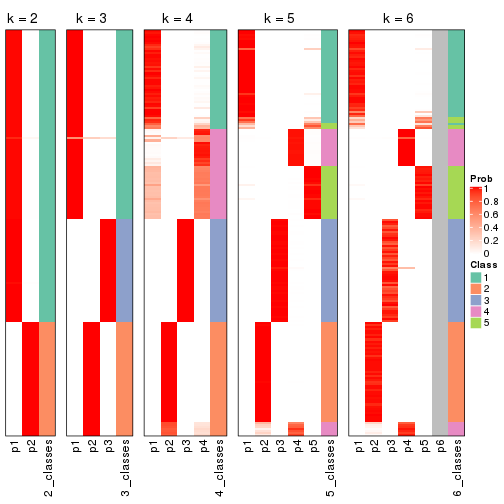 k = 2
k = 3
k = 4
k = 5
k = 6
Prob
1
0.8
0.6
0.4
0.2
0
Class
1
2
3
4
5
p1
p2
2_classes
p1
p2
p3
3_classes
p1
p2
p3
p4
4_classes
p1
p2
p3
p4
p5
5_classes
p1
p2
p3
p4
p5
p6
6_classes